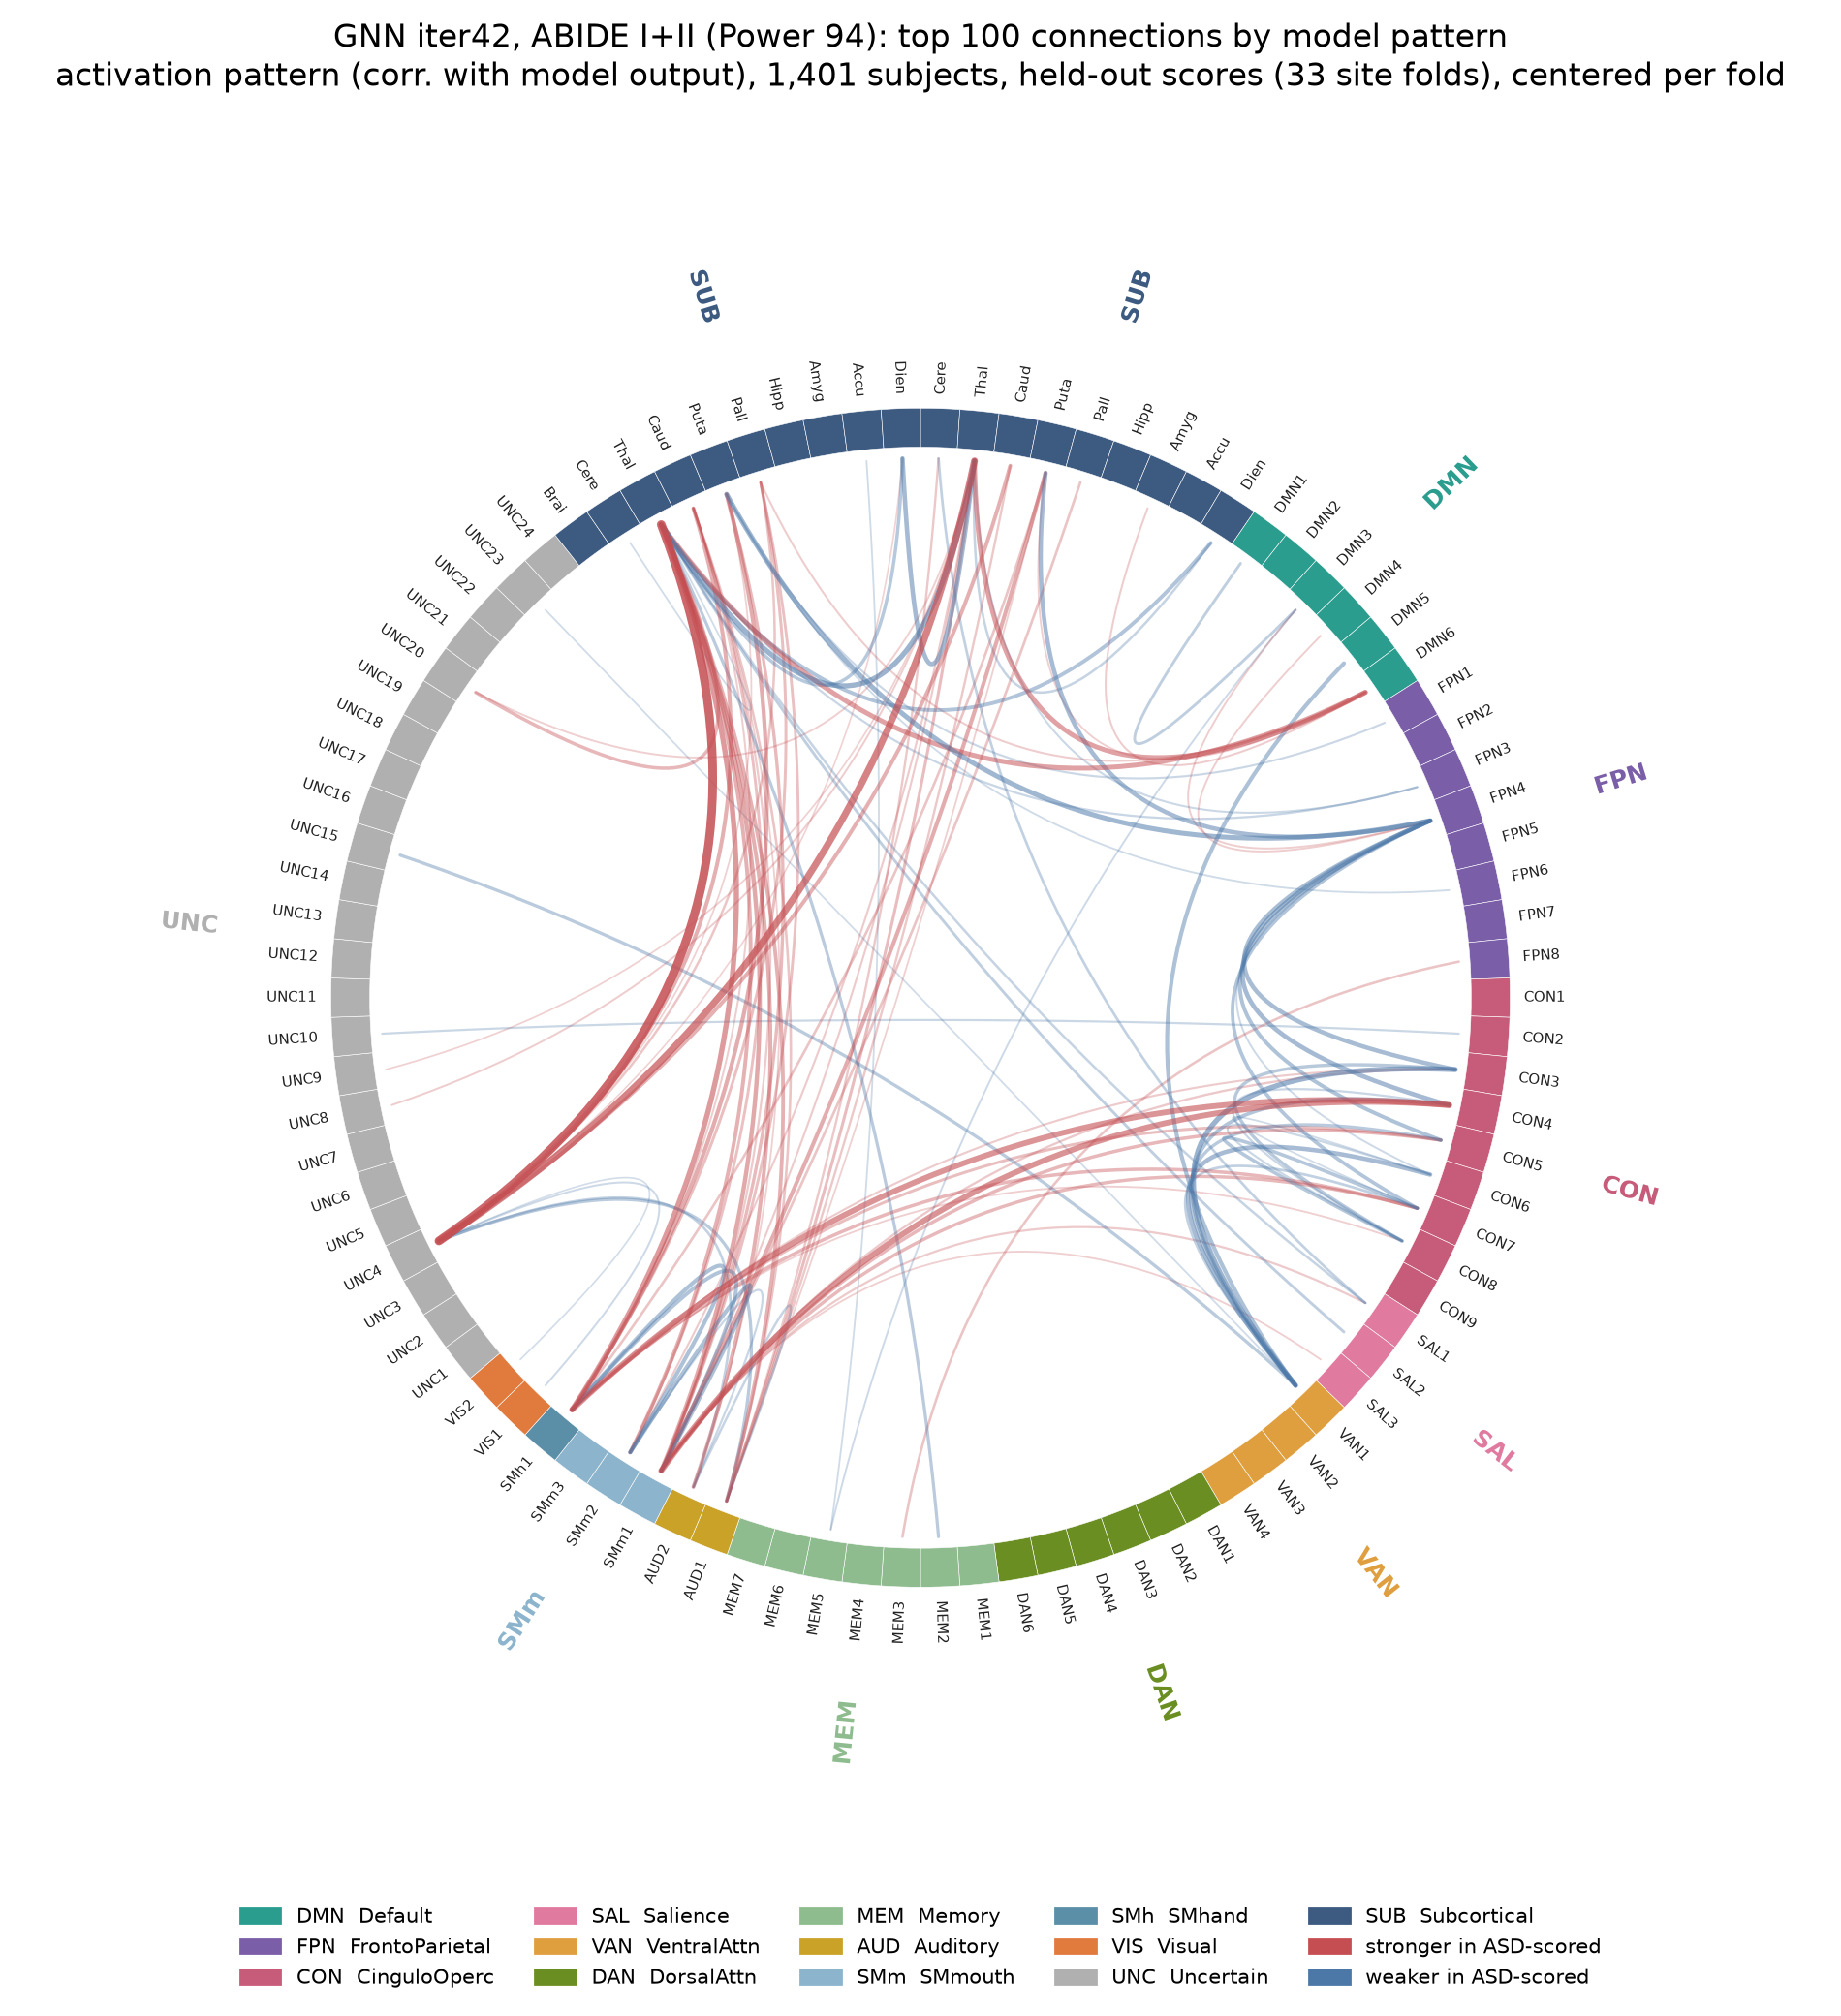 GNN iter42, ABIDE I+II (Power 94): top 100 connections by model pattern
activation pattern (corr. with model output), 1,401 subjects, held-out scores (33 site folds), centered per fold
SUB
SUB
DMN
FPN
CON
SAL
VAN
DAN
MEM
SMm
UNC
Brai
Cere
Thal
Caud
Puta
Pall
Hipp
Amyg
Accu
Dien
Cere
Thal
Caud
Puta
Pall
Hipp
Amyg
Accu
Dien
DMN1
DMN2
DMN3
DMN4
DMN5
DMN6
FPN1
FPN2
FPN3
FPN4
FPN5
FPN6
FPN7
FPN8
CON1
CON2
CON3
CON4
CON5
CON6
CON7
CON8
CON9
SAL1
SAL2
SAL3
VAN1
VAN2
VAN3
VAN4
DAN1
DAN2
DAN3
DAN4
DAN5
DAN6
MEM1
MEM2
MEM3
MEM4
MEM5
MEM6
MEM7
AUD1
AUD2
SMm1
SMm2
SMm3
SMh1
VIS1
VIS2
UNC1
UNC2
UNC3
UNC4
UNC5
UNC6
UNC7
UNC8
UNC9
UNC10
UNC11
UNC12
UNC13
UNC14
UNC15
UNC16
UNC17
UNC18
UNC19
UNC20
UNC21
UNC22
UNC23
UNC24
DMN Default
FPN FrontoParietal
CON CinguloOperc
SAL Salience
VAN VentralAttn
DAN DorsalAttn
MEM Memory
AUD Auditory
SMm SMmouth
SMh SMhand
VIS Visual
UNC Uncertain
SUB Subcortical
stronger in ASD-scored
weaker in ASD-scored